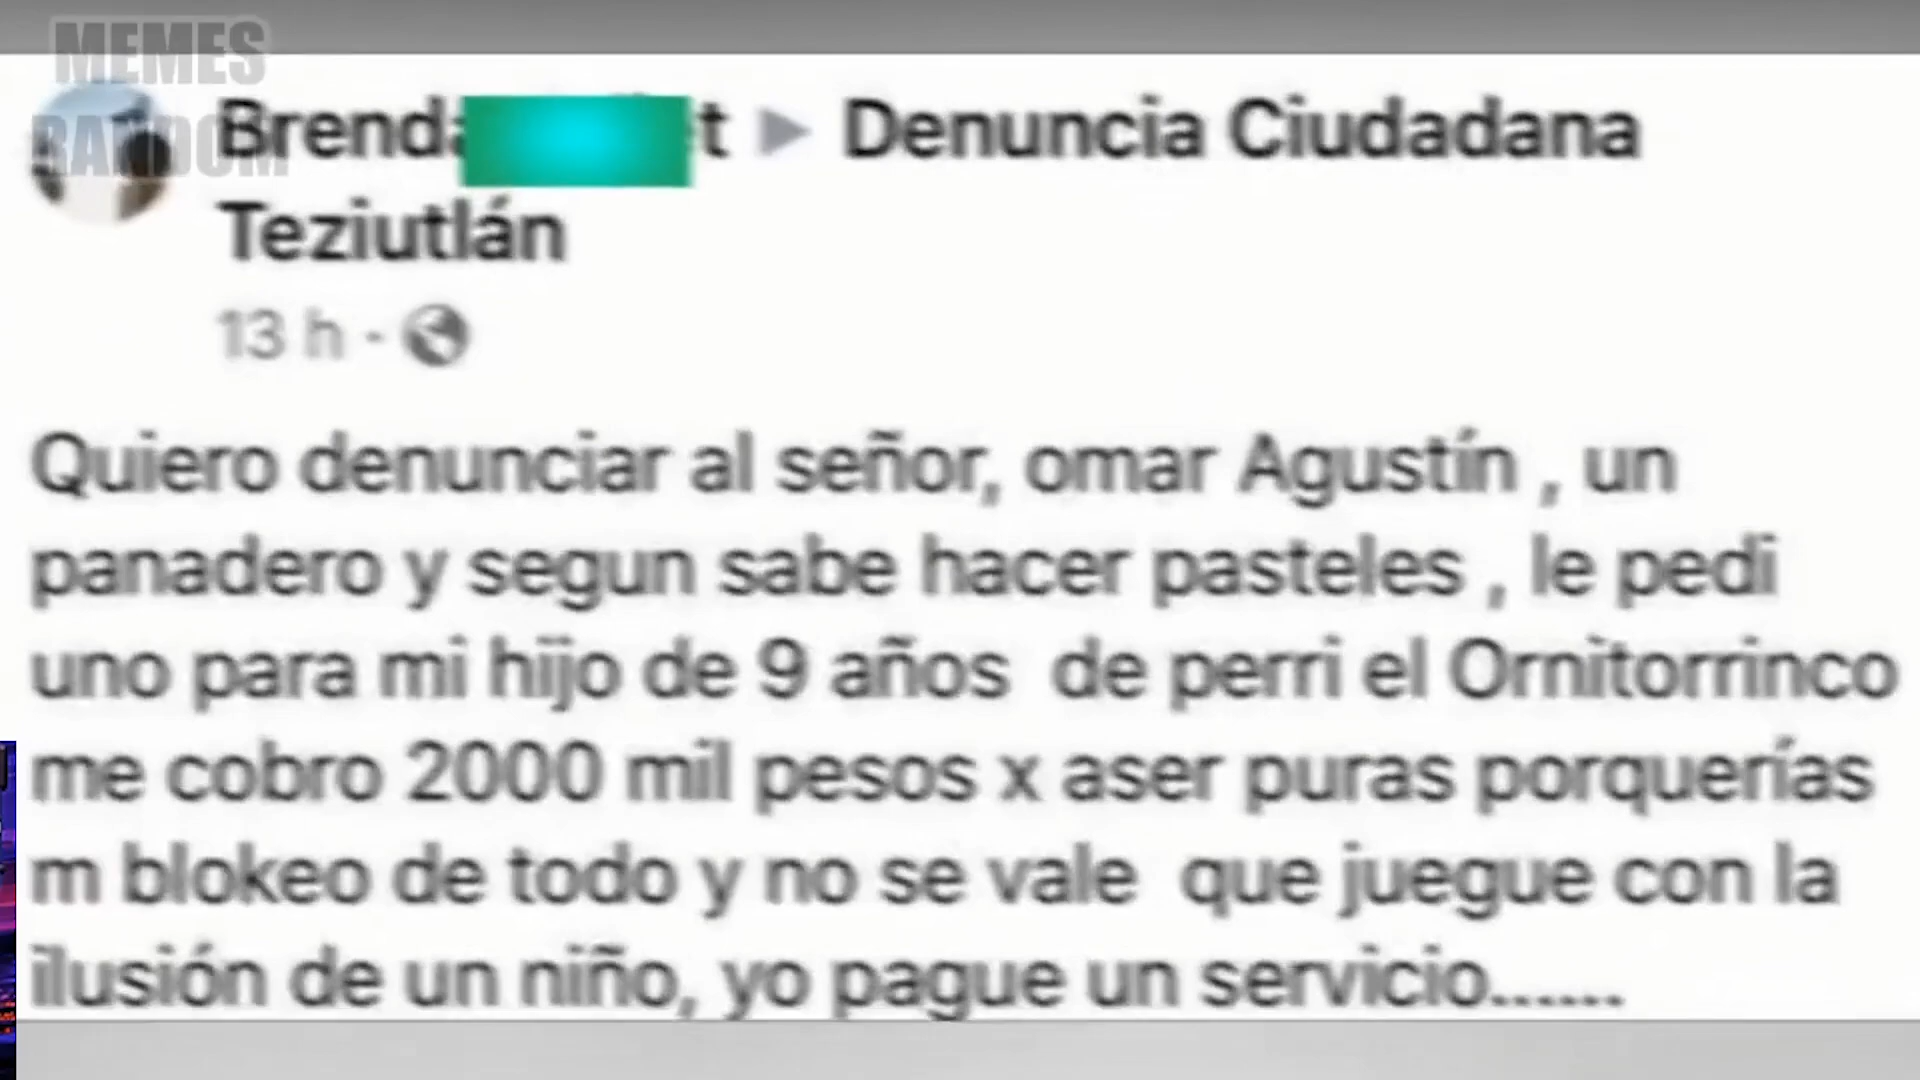 MEMES
RANDOM
Brenda t ▶ Denuncia Ciudadana
Teziutlán
13 h ·
Quiero denunciar al señor, omar Agustín , un
panadero y segun sabe hacer pasteles , le pedi
uno para mi hijo de 9 años de perri el Ornitorrinco
me cobro 2000 mil pesos x aser puras porquerías
m blokeo de todo y no se vale que juegue con la
ilusión de un niño, yo pague un servicio......